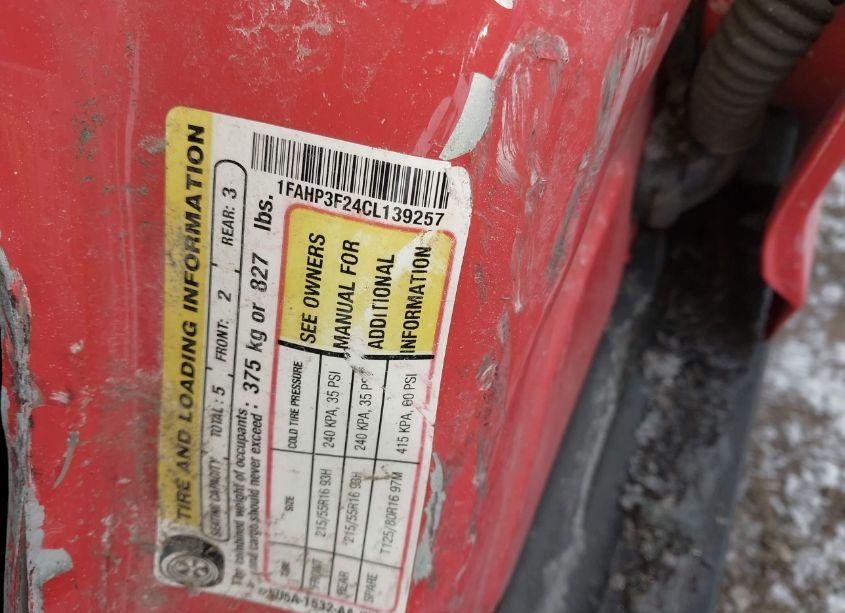 1FAHP3F24CL139257
TIRE AND LOADING INFORMATION
SEATING CAPACITY TOTAL: 5 FRONT: 2 REAR: 3
The combined weight of occupants
and cargo should never exceed: 375 kg or 827 lbs.
SIZE COLD TIRE PRESSURE
FRONT 215/55R16 93H 240 KPA, 35 PSI
REAR 215/55R16 93H 240 KPA, 35 PSI
SPARE T125/80R16 97M 415 KPA, 60 PSI
SEE OWNERS
MANUAL FOR
ADDITIONAL
INFORMATION